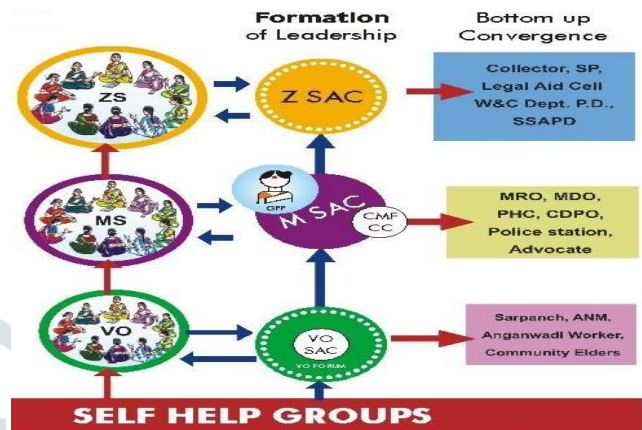 Formation
of Leadership
Bottom up
Convergence
ZS
Z SAC
Collector, SP,
Legal Aid Cell
W&C Dept. P.D.,
SSAPD
MS
GPP
M SAC
CMF
CC
MRO, MDO,
PHC, CDPO,
Police station,
Advocate
VO
VO
SAC
VO FORUM
Sarpanch, ANM,
Anganwadi Worker,
Community Elders
SELF HELP GROUPS